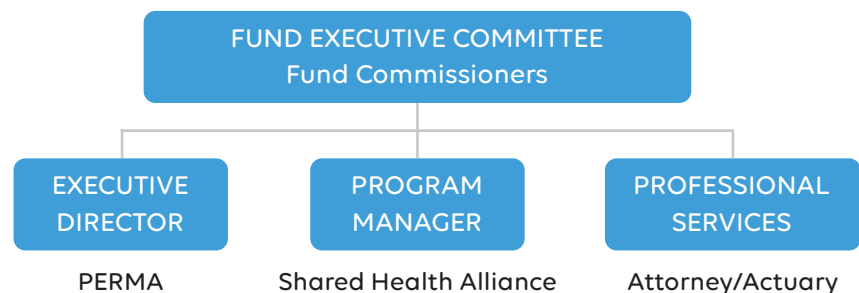 FUND EXECUTIVE COMMITTEE
Fund Commissioners
EXECUTIVE
DIRECTOR
PERMA
PROGRAM
MANAGER
Shared Health Alliance
PROFESSIONAL
SERVICES
Attorney/Actuary